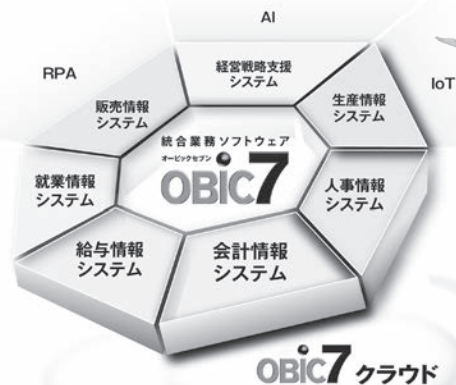 AI
RPA
IoT
経営戦略支援
システム
販売情報
システム
生産情報
システム
統合業務ソフトウェア
オービックセブン
OBIC7
就業情報
システム
人事情報
システム
給与情報
システム
会計情報
システム
OBIC7 クラウド